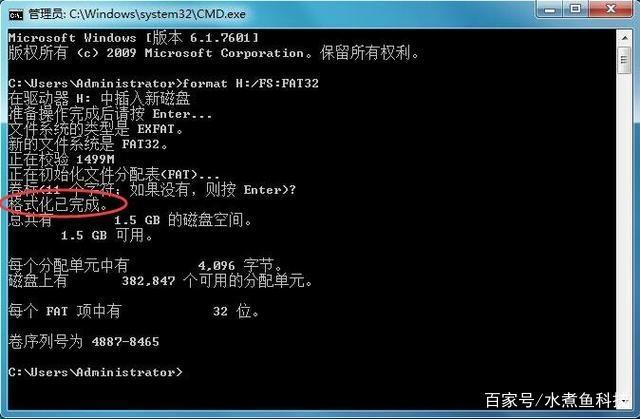 管理员: C:\Windows\system32\CMD.exe
Microsoft Windows [版本 6.1.7601]
版权所有 (c) 2009 Microsoft Corporation。保留所有权利。
C:\Users\Administrator>format H:/FS:FAT32
在驱动器 H: 中插入新磁盘
准备操作完成后请按 Enter...
文件系统的类型是 EXFAT。
新的文件系统是 FAT32。
正在校验 1499M
正在初始化文件分配表(FAT)...
卷标(11 个字符; 如果没有, 则按 Enter)?
格式化已完成。
总共有 1.5 GB 的磁盘空间。
1.5 GB 可用。
每个分配单元中有 4,096 字节。
磁盘上有 382,847 个可用的分配单元。
每个 FAT 项中有 32 位。
卷序列号为 4887-8465
C:\Users\Administrator>
百家号/水煮鱼科技